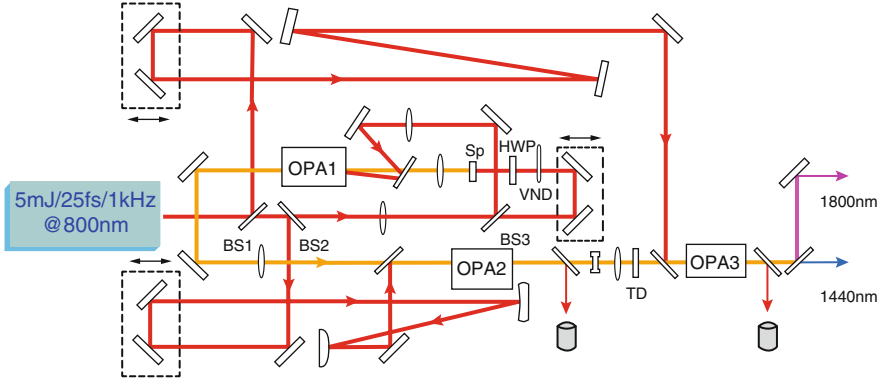 Sp
HWP
OPA1
VND
5mJ/25fs/1kHz
@800nm
1800nm
BS1
BS2
BS3
OPA2
OPA3
TD
1440nm